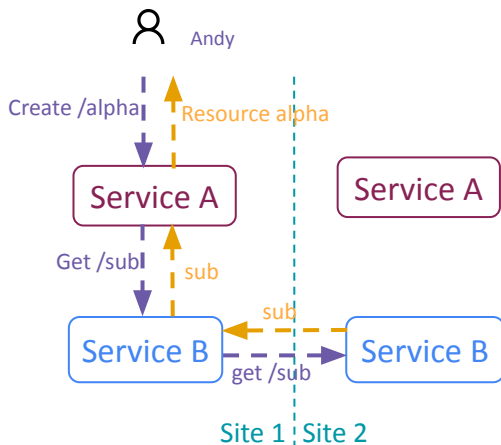 Andy
Create /alpha
Resource alpha
Service A
Service A
Get /sub
sub
sub
Service B
Service B
get /sub
Site 1
Site 2